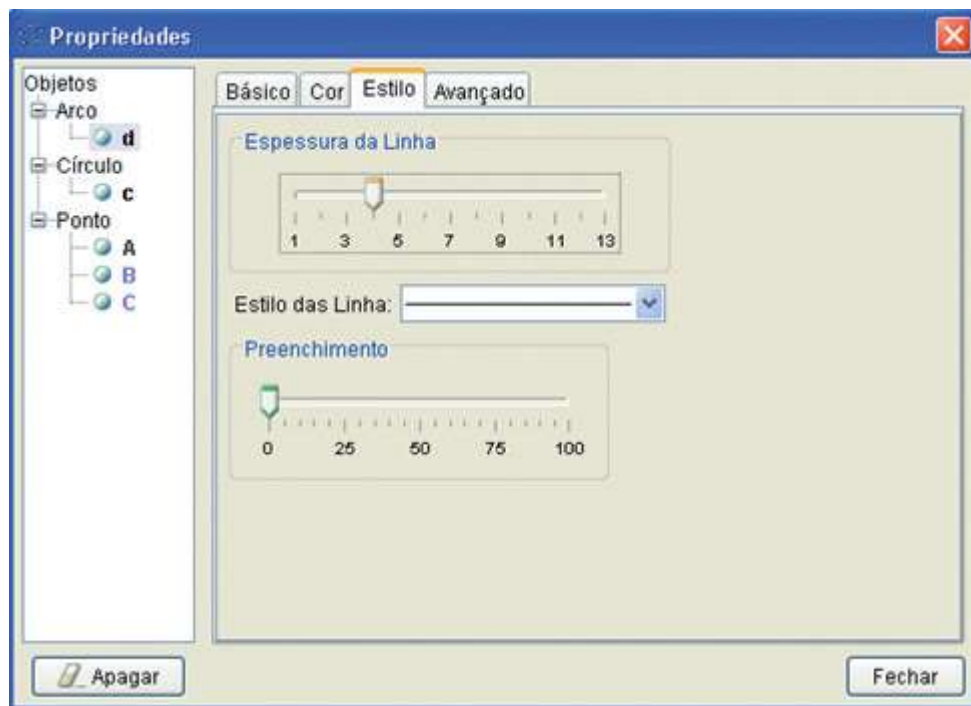 Propriedades
Objetos
Arco
d
Círculo
c
Ponto
A
B
C
Básico Cor Estilo Avançado
Espessura da Linha
1 3 5 7 9 11 13
Estilo das Linha:
Preenchimento
0 25 50 75 100
Apagar
Fechar